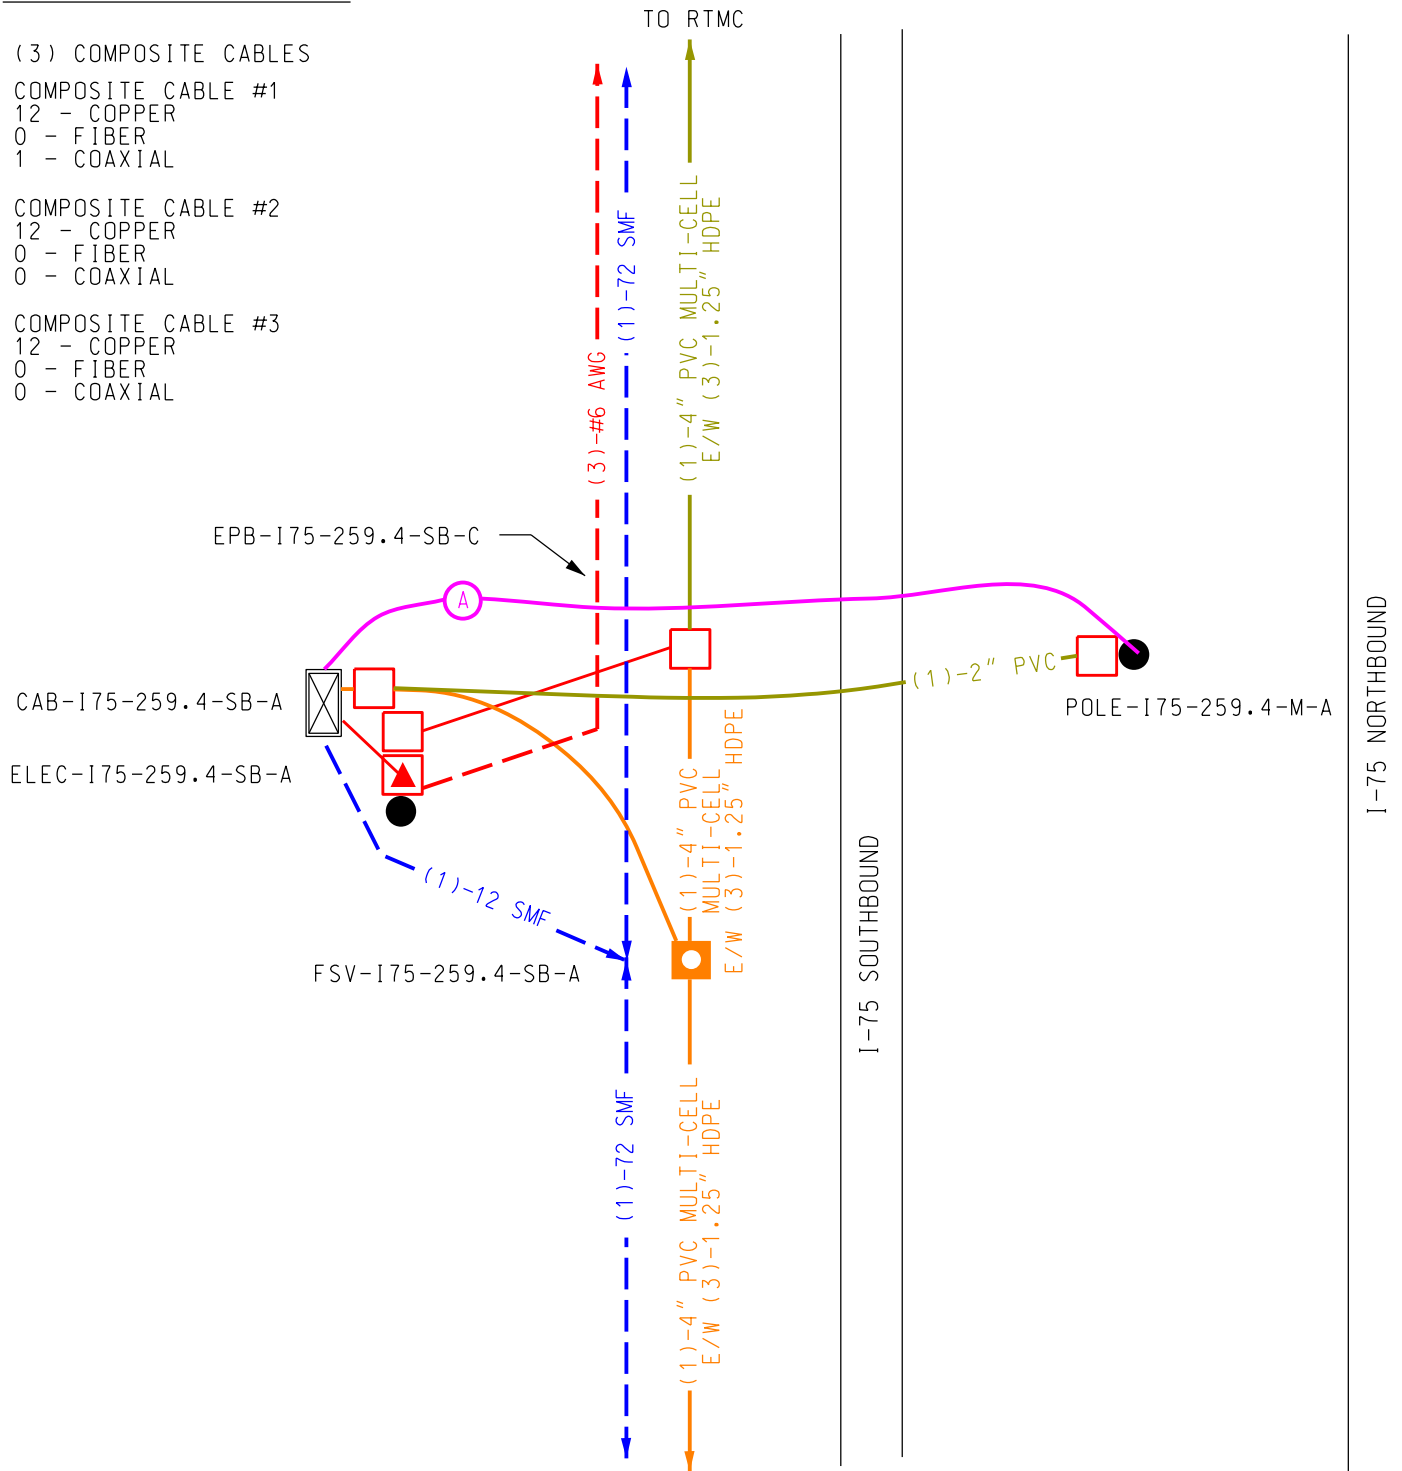 TO RTMC
(3) COMPOSITE CABLES
COMPOSITE CABLE #1
12 - COPPER
0 - FIBER
1 - COAXIAL
COMPOSITE CABLE #2
12 - COPPER
0 - FIBER
0 - COAXIAL
COMPOSITE CABLE #3
12 - COPPER
0 - FIBER
0 - COAXIAL
(3)-#6 AWG
(1)-72 SMF
(1)-4" PVC MULTI-CELL
E/W (3)-1.25" HDPE
EPB-I75-259.4-SB-C
A
CAB-I75-259.4-SB-A
(1)-2" PVC
POLE-I75-259.4-M-A
I-75 NORTHBOUND
ELEC-I75-259.4-SB-A
(1)-4" PVC
MULTI-CELL
E/W (3)-1.25" HDPE
(1)-12 SMF
I-75 SOUTHBOUND
FSV-I75-259.4-SB-A
(1)-72 SMF
(1)-4" PVC MULTI-CELL
E/W (3)-1.25" HDPE